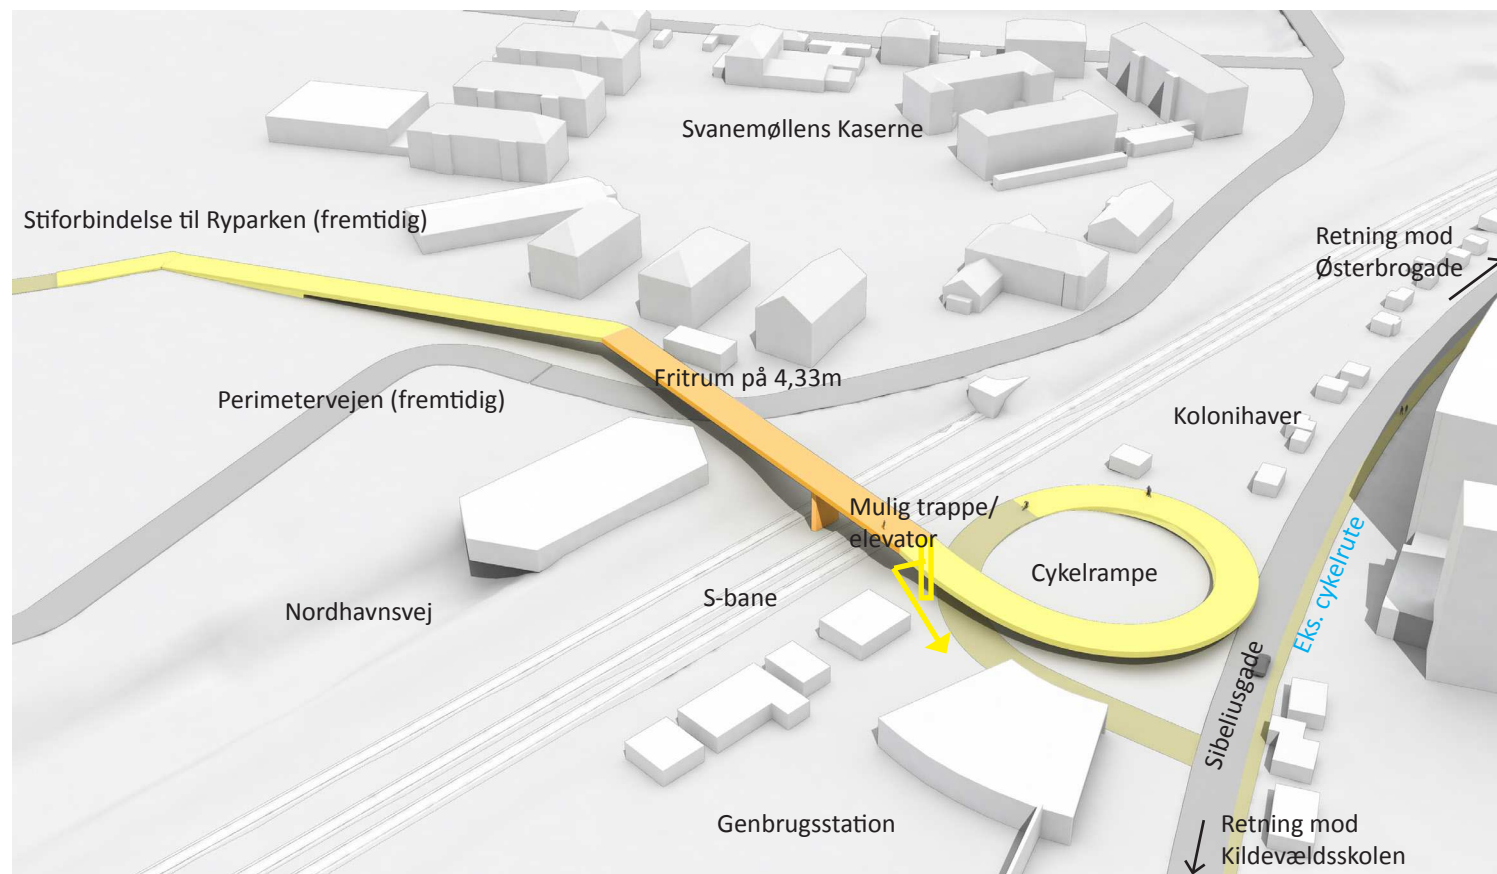 Svanemøllens Kaserne
Stiforbindelse til Ryparken (fremtidig)
Retning mod
Østerbrogade
Fritrum på 4,33m
Perimetervejen (fremtidig)
Kolonihaver
Mulig trappe/
elevator
Cykelrampe
S-bane
Nordhavnsvej
Eks. cykelrute
Sibeliusgade
Genbrugsstation
Retning mod
Kildevældsskolen